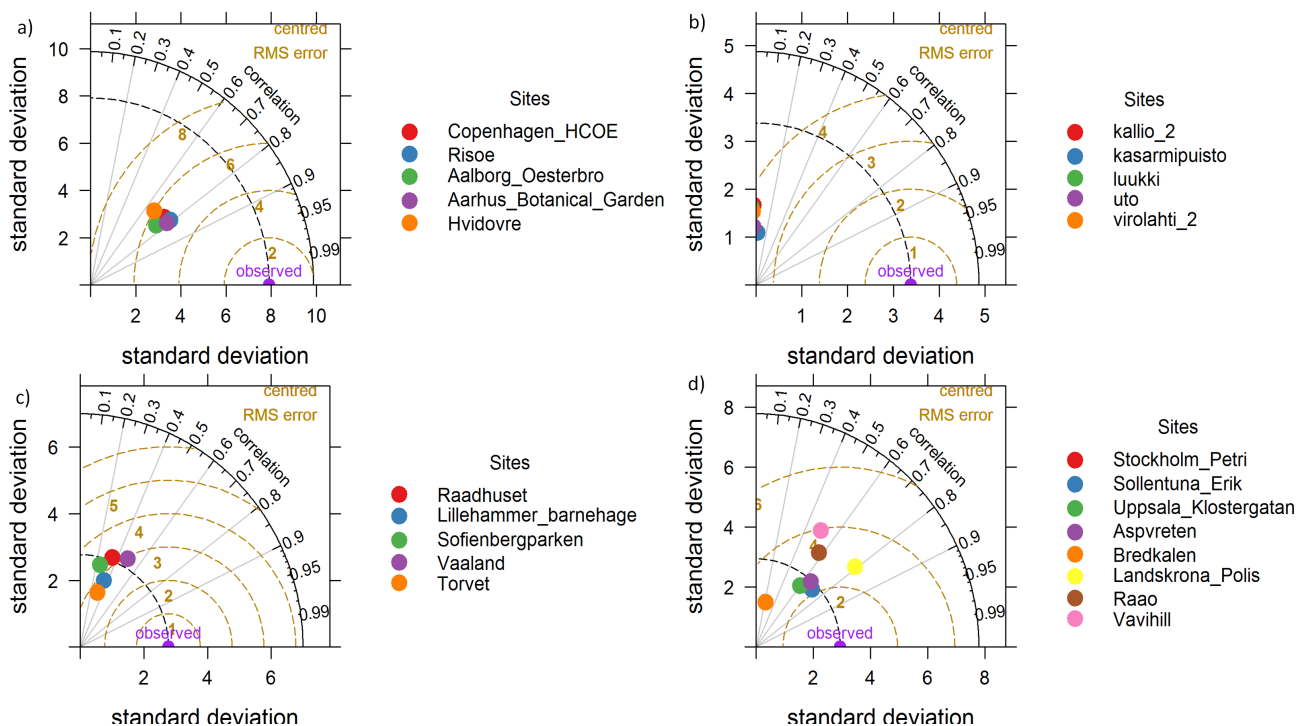 a)
centred
RMS error
standard deviation
10
8
6
4
2
0.1
0.2
0.3
0.4
0.5
0.6
0.7
0.8
0.9
0.95
0.99
correlation
8
6
4
2
observed
2
4
6
8
10
standard deviation
Sites
Copenhagen_HCOE
Risoe
Aalborg_Oesterbro
Aarhus_Botanical_Garden
Hvidovre
b)
centred
RMS error
standard deviation
5
4
3
2
1
0.1
0.2
0.3
0.4
0.5
0.6
0.7
0.8
0.9
0.95
0.99
correlation
4
3
2
1
observed
1
2
3
4
5
standard deviation
Sites
kallio_2
kasarmipuisto
luukki
uto
virolahti_2
c)
centred
RMS error
standard deviation
6
4
2
0.1
0.2
0.3
0.4
0.5
0.6
0.7
0.8
0.9
0.95
0.99
correlation
5
4
3
2
1
observed
2
4
6
standard deviation
Sites
Raadhuset
Lillehammer_barnehage
Sofienbergparken
Vaaland
Torvet
d)
centred
RMS error
standard deviation
8
6
4
2
0.1
0.2
0.3
0.4
0.5
0.6
0.7
0.8
0.9
0.95
0.99
correlation
6
4
2
observed
2
4
6
8
standard deviation
Sites
Stockholm_Petri
Sollentuna_Erik
Uppsala_Klostergatan
Aspvreten
Bredkalen
Landskrona_Polis
Raao
Vavihill